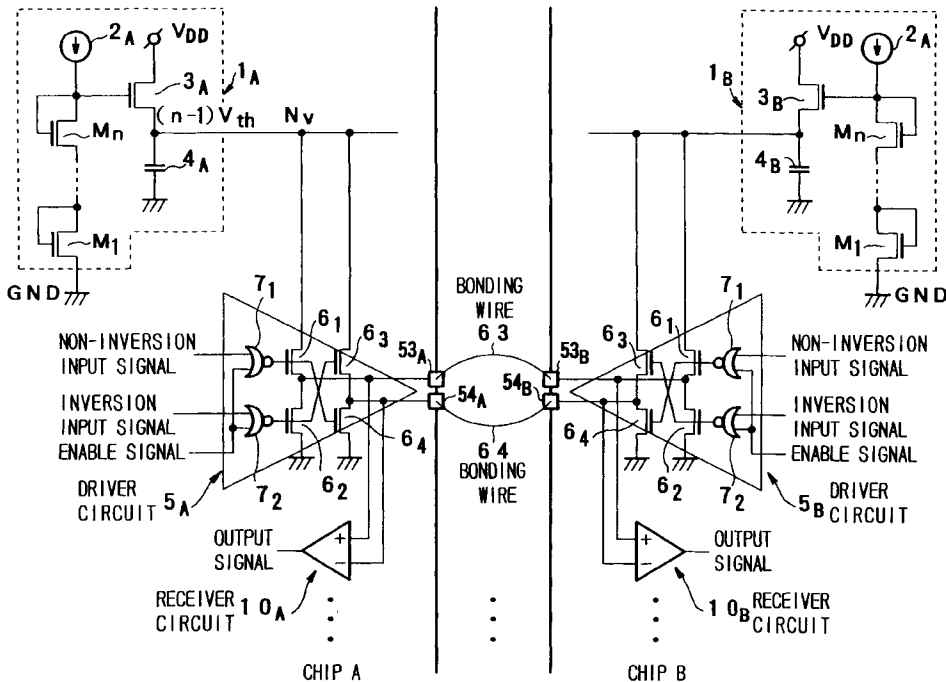 2A
VDD
3A
1A
(n-1)Vth
Nv
Mn
4A
M1
GND
VDD
2A
1B
3B
Mn
4B
M1
GND
BONDING
WIRE
63
53A
53B
54A
54B
64
BONDING
WIRE
71
61
63
NON-INVERSION
INPUT SIGNAL
INVERSION
INPUT SIGNAL
ENABLE SIGNAL
64
62
72
DRIVER
CIRCUIT 5A
OUTPUT
SIGNAL
+
−
RECEIVER 10A
CIRCUIT
CHIP A
63
61
71
NON-INVERSION
INPUT SIGNAL
INVERSION
INPUT SIGNAL
ENABLE SIGNAL
64
62
72
5B DRIVER
CIRCUIT
+
−
OUTPUT
SIGNAL
10B RECEIVER
CIRCUIT
CHIP B